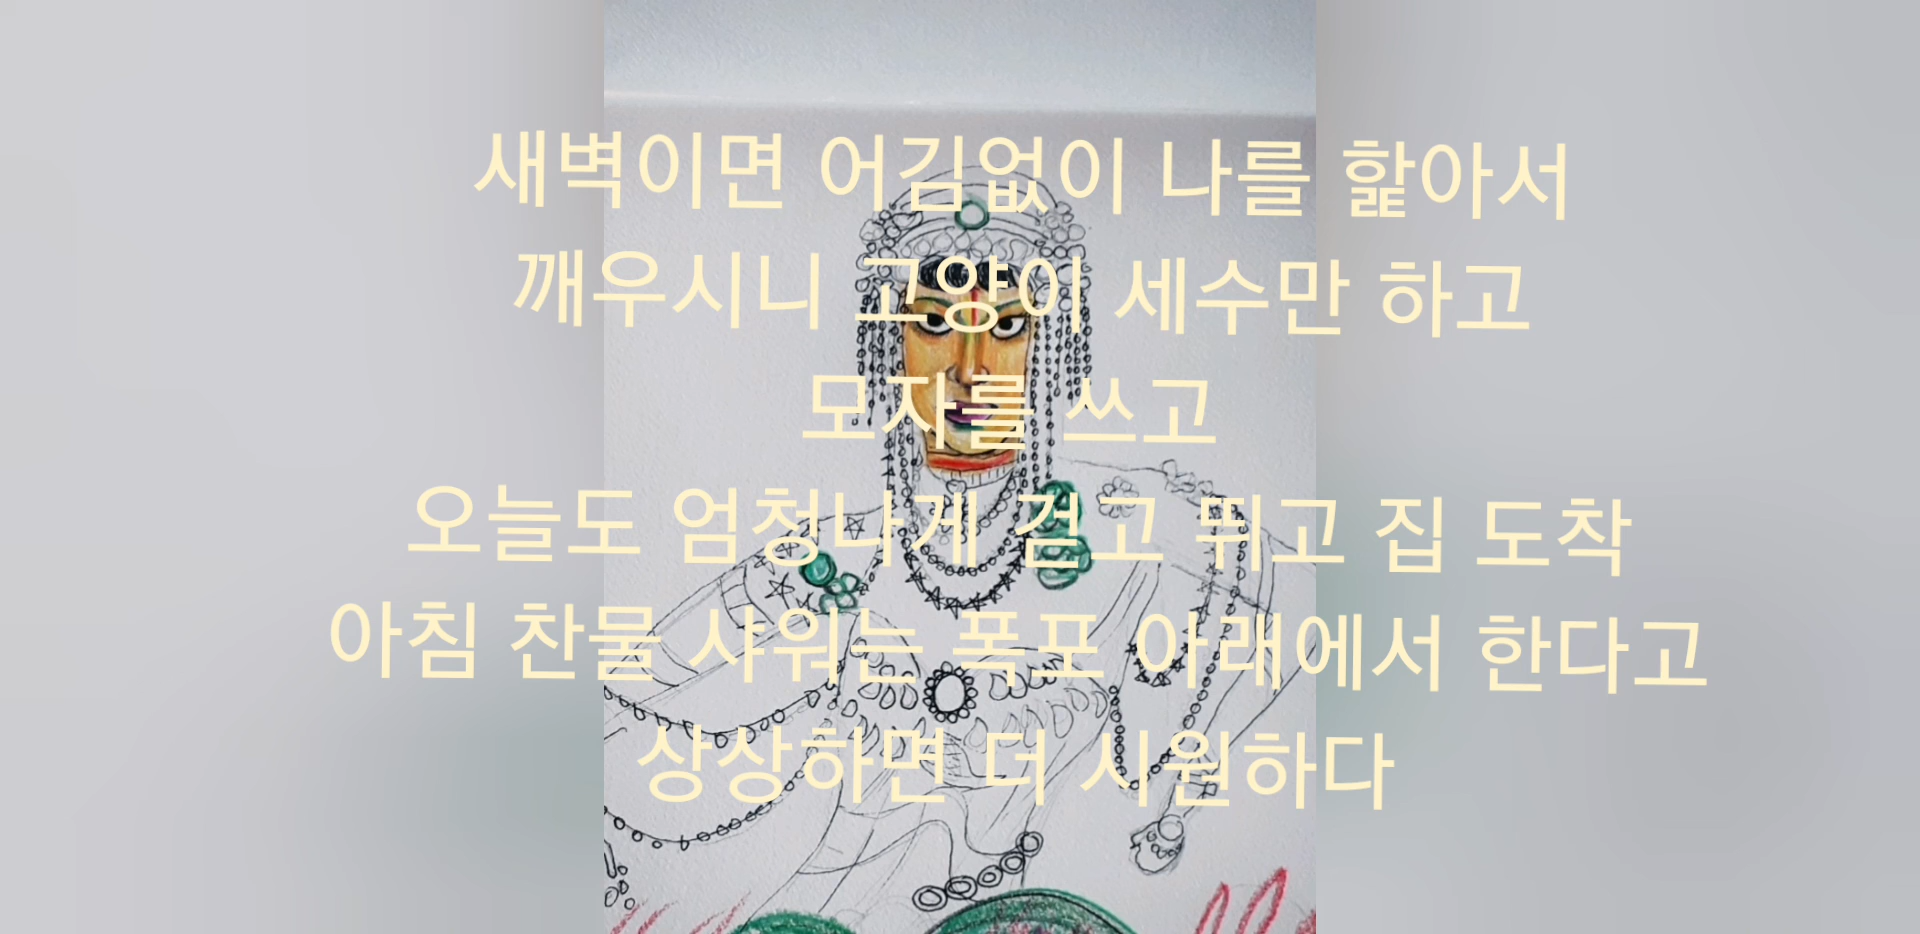 새벽이면 어김없이 나를 핥아서
깨우시니 고양이 세수만 하고
모자를 쓰고
오늘도 엄청나게 걷고 뛰고 집 도착
아침 찬물 샤워는 폭포 아래에서 한다고
상상하면 더 시원하다